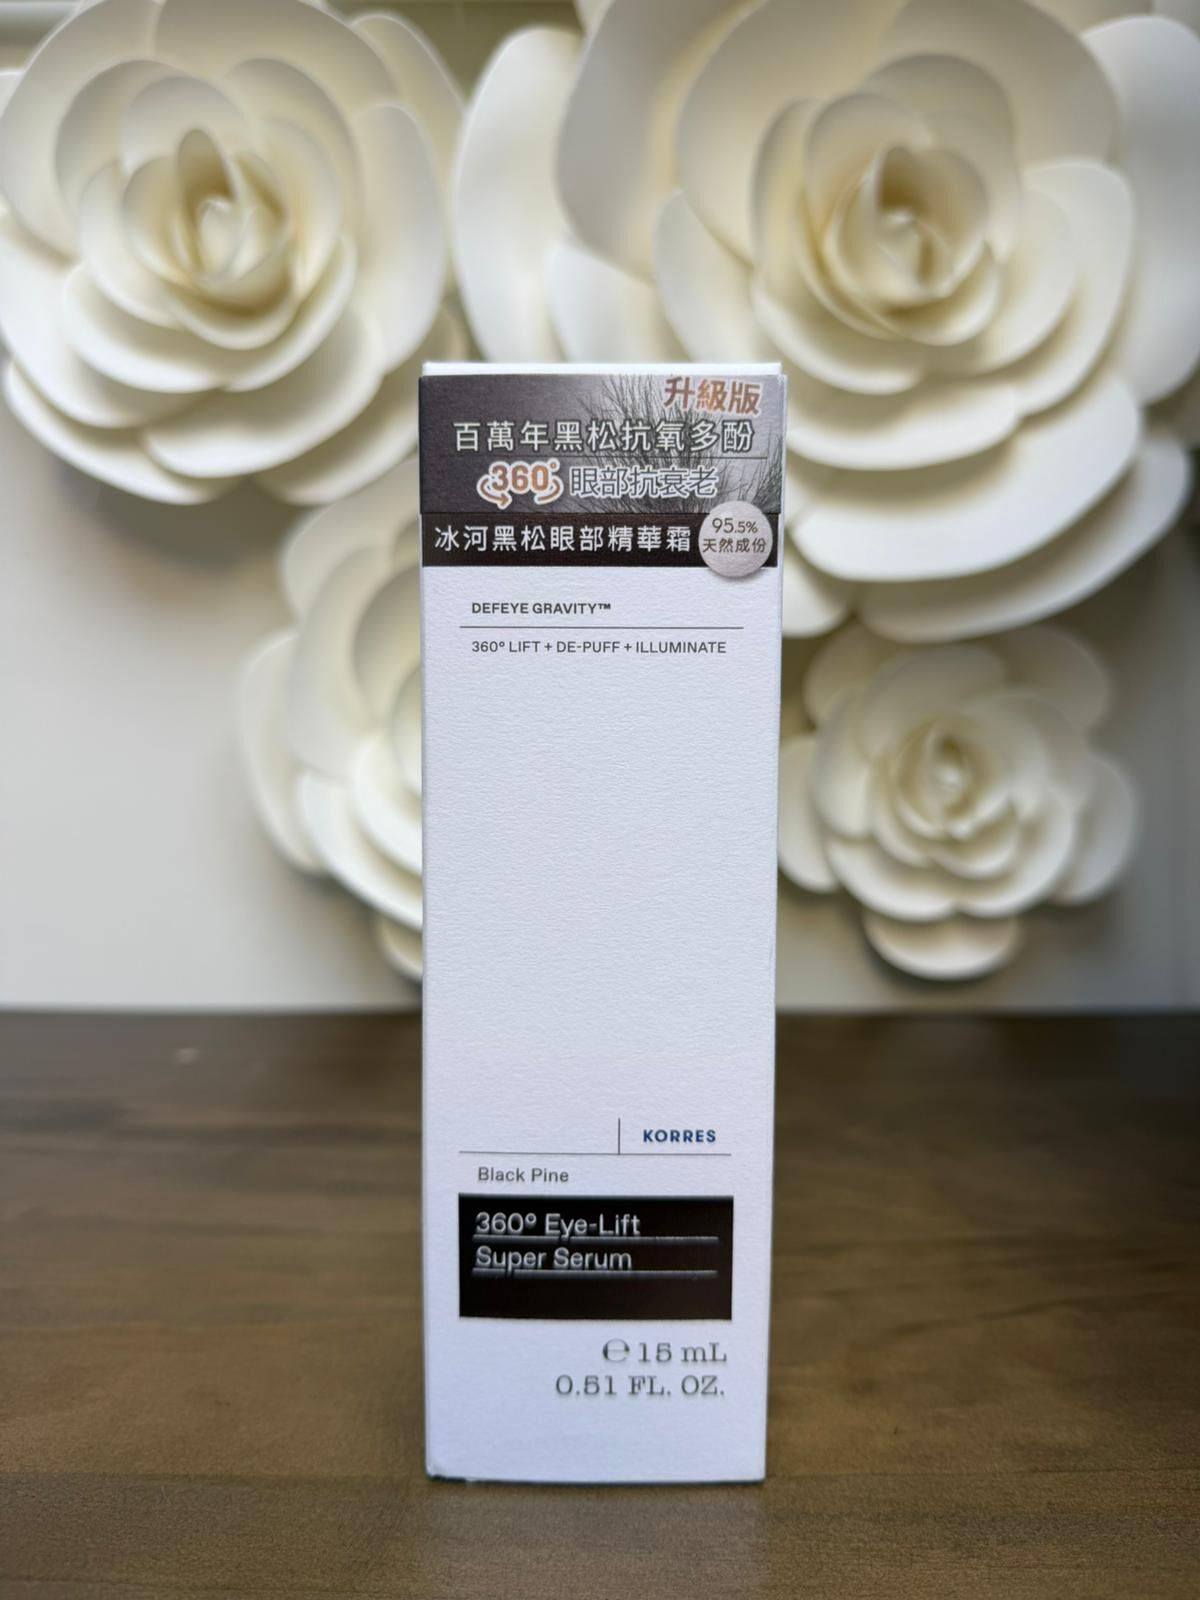 升級版
百萬年黑松抗氧多酚
360° 眼部抗衰老
冰河黑松眼部精華霜
95.5%
天然成份
DEFEYE GRAVITY™
360° LIFT + DE-PUFF + ILLUMINATE
KORRES
Black Pine
360° Eye-Lift
Super Serum
℮ 15 mL
0.51 FL. OZ.